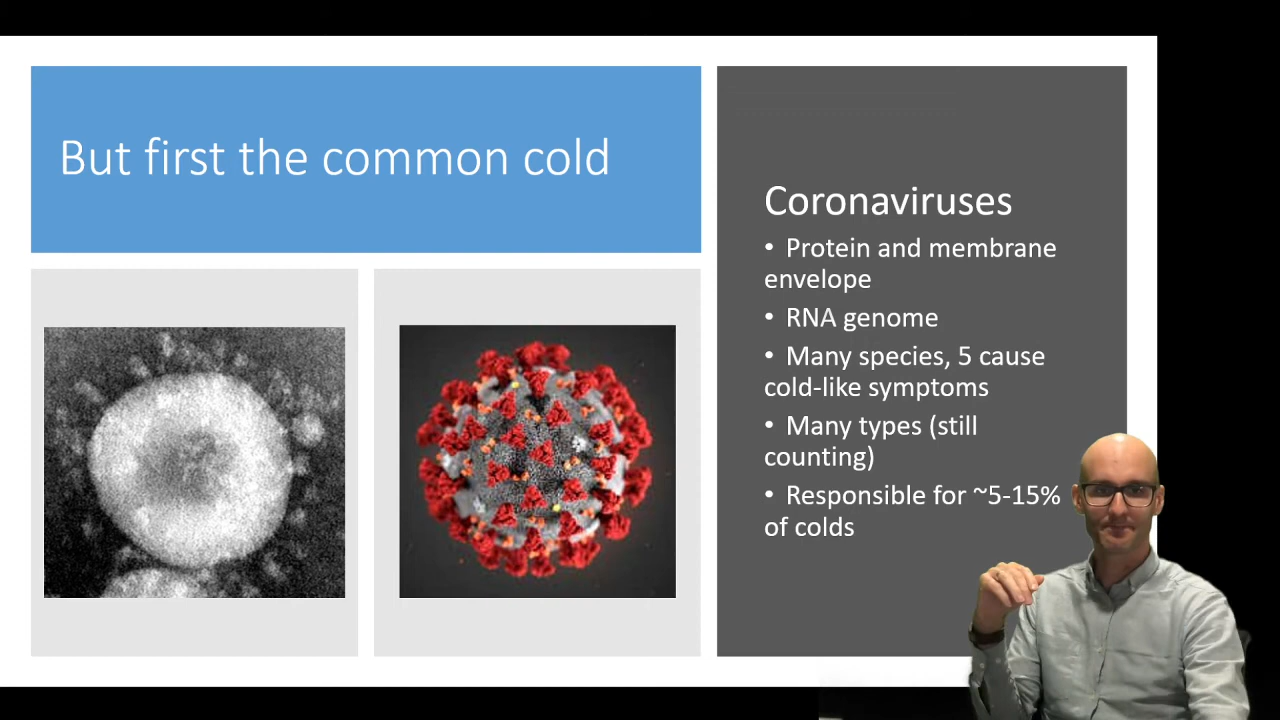 But first the common cold
Coronaviruses
• Protein and membrane
envelope
• RNA genome
• Many species, 5 cause
cold-like symptoms
• Many types (still
counting)
• Responsible for ~5-15%
of colds